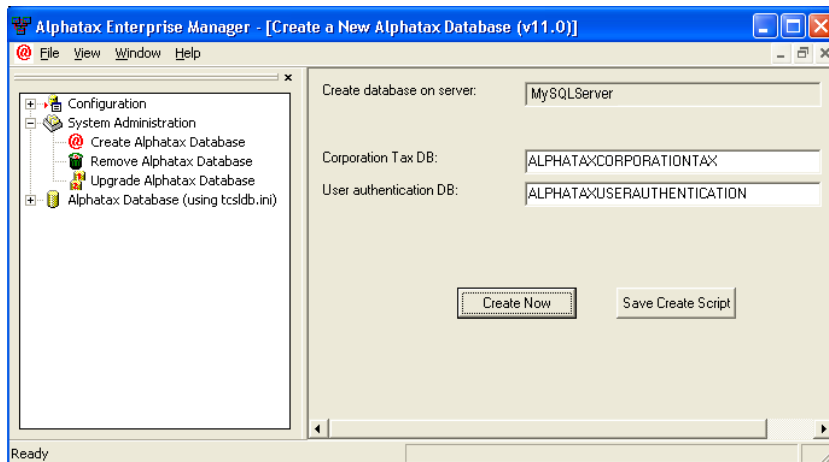 Alphatax Enterprise Manager - [Create a New Alphatax Database (v11.0)]
File View Window Help
Configuration
System Administration
Create Alphatax Database
Remove Alphatax Database
Upgrade Alphatax Database
Alphatax Database (using tcsldb.ini)
Create database on server: MySQLServer
Corporation Tax DB: ALPHATAXCORPORATIONTAX
User authentication DB: ALPHATAXUSERAUTHENTICATION
Create Now Save Create Script
Ready